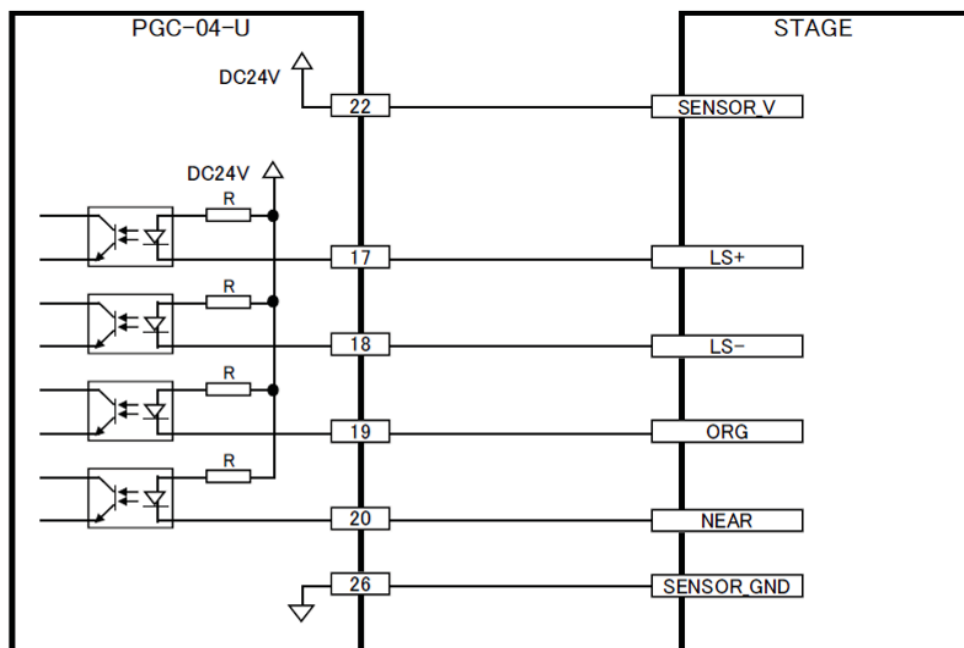 PGC-04-U
STAGE
DC24V
22
SENSOR_V
DC24V
R
17
LS+
R
18
LS-
R
19
ORG
R
20
NEAR
26
SENSOR_GND